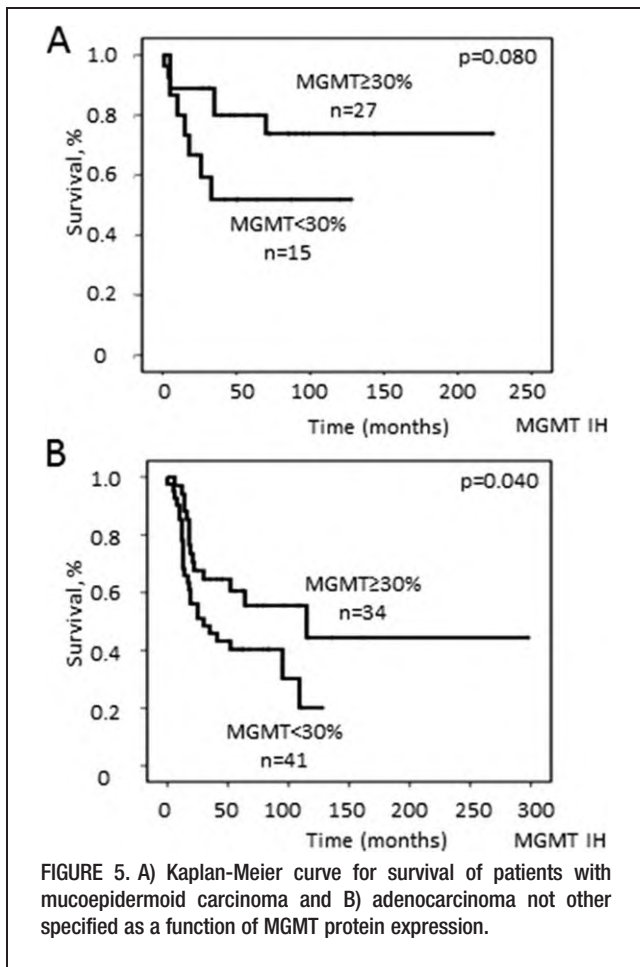 A
p=0.080
1.0
0.8
0.6
0.4
0.2
0
Survival, %
MGMT≥30%
n=27
MGMT<30%
n=15
0 50 100 150 200 250
Time (months) MGMT IH
B
p=0.040
1.0
0.8
0.6
0.4
0.2
0
Survival, %
MGMT≥30%
n=34
MGMT<30%
n=41
0 50 100 150 200 250 300
Time (months) MGMT IH
FIGURE 5. A) Kaplan-Meier curve for survival of patients with
mucoepidermoid carcinoma and B) adenocarcinoma not other
specified as a function of MGMT protein expression.